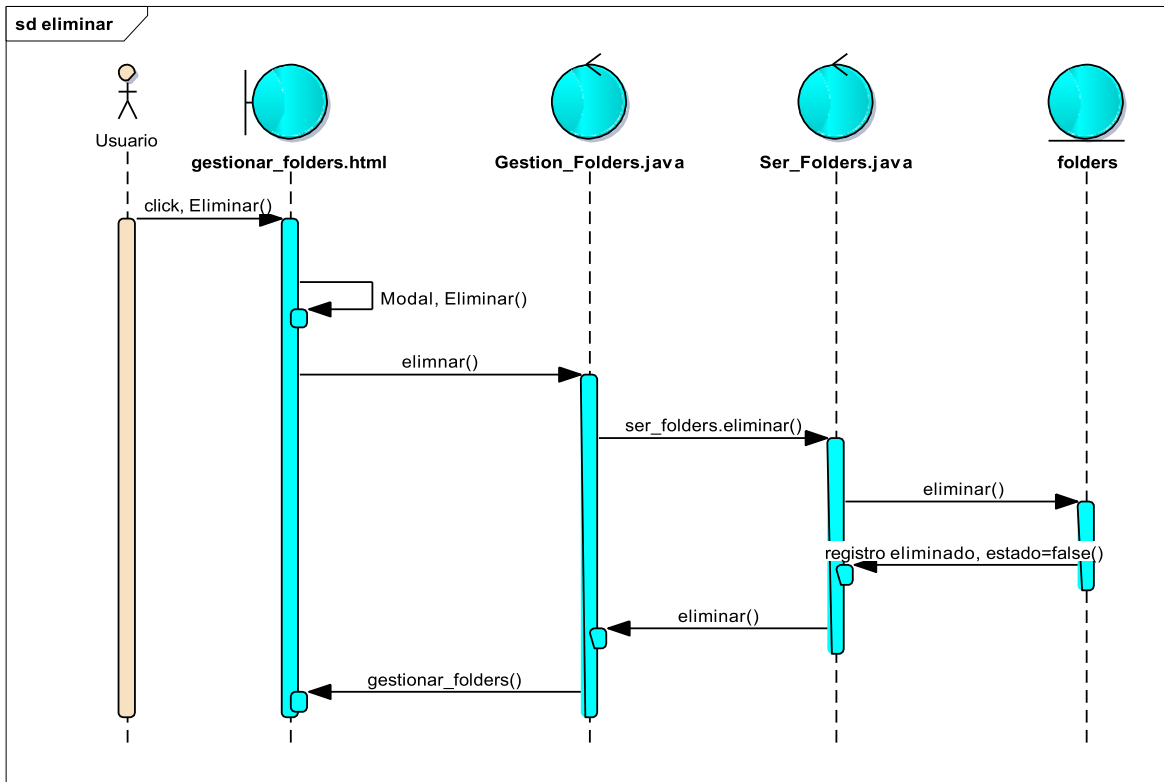 sd eliminar
Usuario
gestionar_folders.html
Gestion_Folders.java
Ser_Folders.java
folders
click, Eliminar()
Modal, Eliminar()
elimnar()
ser_folders.eliminar()
eliminar()
registro eliminado, estado=false()
eliminar()
gestionar_folders()